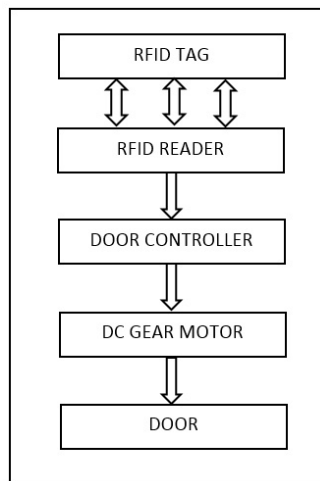 RFID TAG
RFID READER
DOOR CONTROLLER
DC GEAR MOTOR
DOOR